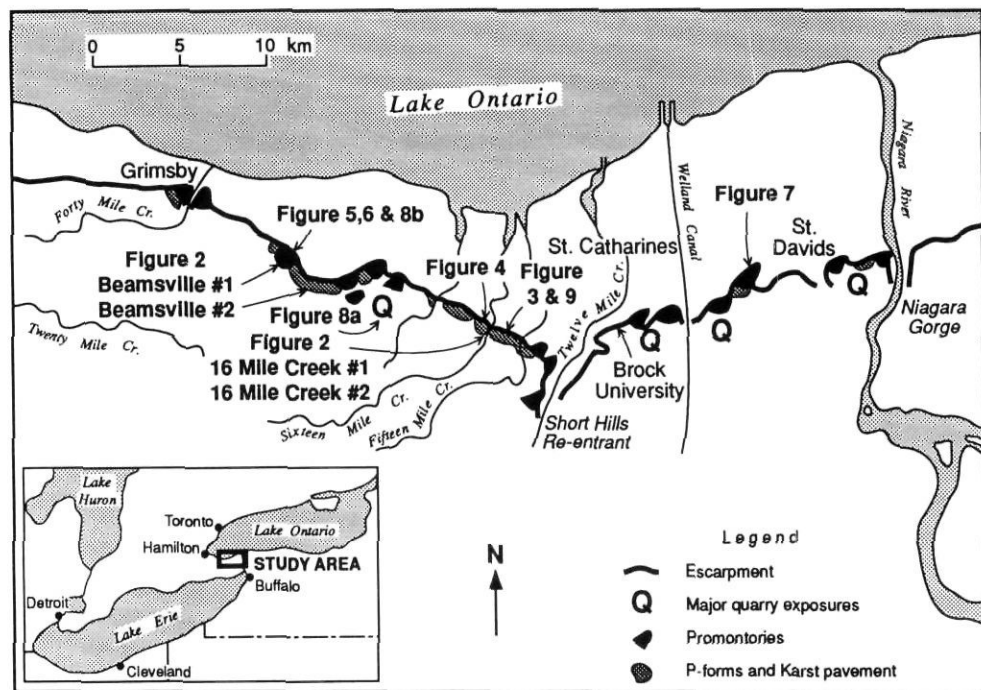 0 5 10 km
Lake Ontario
Grimsby
Forty Mile Cr.
Figure 5,6 & 8b
Figure 2
Beamsville #1
Beamsville #2
Twenty Mile Cr.
Figure 8a
Q
Figure 2
16 Mile Creek #1
16 Mile Creek #2
Figure 4
Figure
3 & 9
Sixteen Mile Cr.
Fifteen Mile Cr.
Twelve Mile Cr.
Short Hills
Re-entrant
St. Catharines
Welland Canal
Brock
University
Q
Q
Figure 7
St.
Davids
Q
Niagara River
Niagara
Gorge
Lake
Huron
Toronto
Hamilton
Lake Ontario
STUDY AREA
Buffalo
Detroit
Lake Erie
Cleveland
N
Legend
Escarpment
Q Major quarry exposures
Promontories
P-forms and Karst pavement